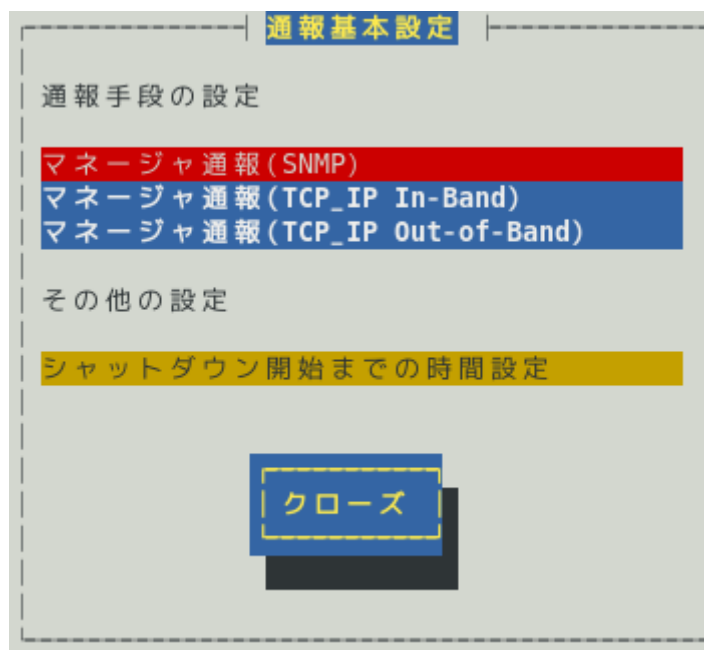 通報基本設定
通報手段の設定
マネージャ通報(SNMP)
マネージャ通報(TCP_IP In-Band)
マネージャ通報(TCP_IP Out-of-Band)
その他の設定
シャットダウン開始までの時間設定
クローズ